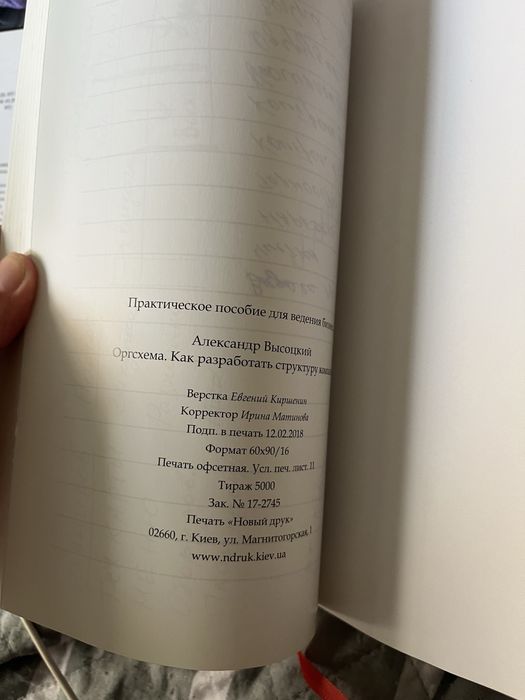 Практическое пособие для ведения
Александр Высоцкий
Оргсхема. Как разработать структуру
Верстка Евгений Киршенин
Корректор Ирина Матинова
Подп. в печать 12.02.2018
Формат 60х90/16
Печать офсетная. Усл. печ. лист. 11
Тираж 5000
Зак. № 17-2745
Печать «Новый друк»
02660, г. Киев, ул. Магнитогорская, 1
www.ndruk.kiev.ua